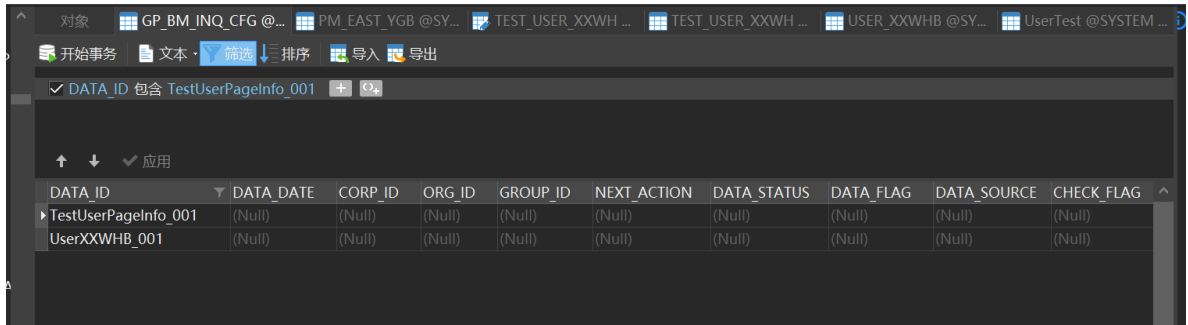 对象 GP_BM_INQ_CFG @... PM_EAST_YGB @SY... TEST_USER_XXWH ... TEST_USER_XXWH ... USER_XXWHB @SY... UserTest @SYSTEM ...
开始事务 文本 筛选 排序 导入 导出
DATA_ID 包含 TestUserPageInfo_001
应用
DATA_ID DATA_DATE CORP_ID ORG_ID GROUP_ID NEXT_ACTION DATA_STATUS DATA_FLAG DATA_SOURCE CHECK_FLAG
TestUserPageInfo_001 (Null) (Null) (Null) (Null) (Null) (Null) (Null) (Null) (Null)
UserXXWHB_001 (Null) (Null) (Null) (Null) (Null) (Null) (Null) (Null) (Null)